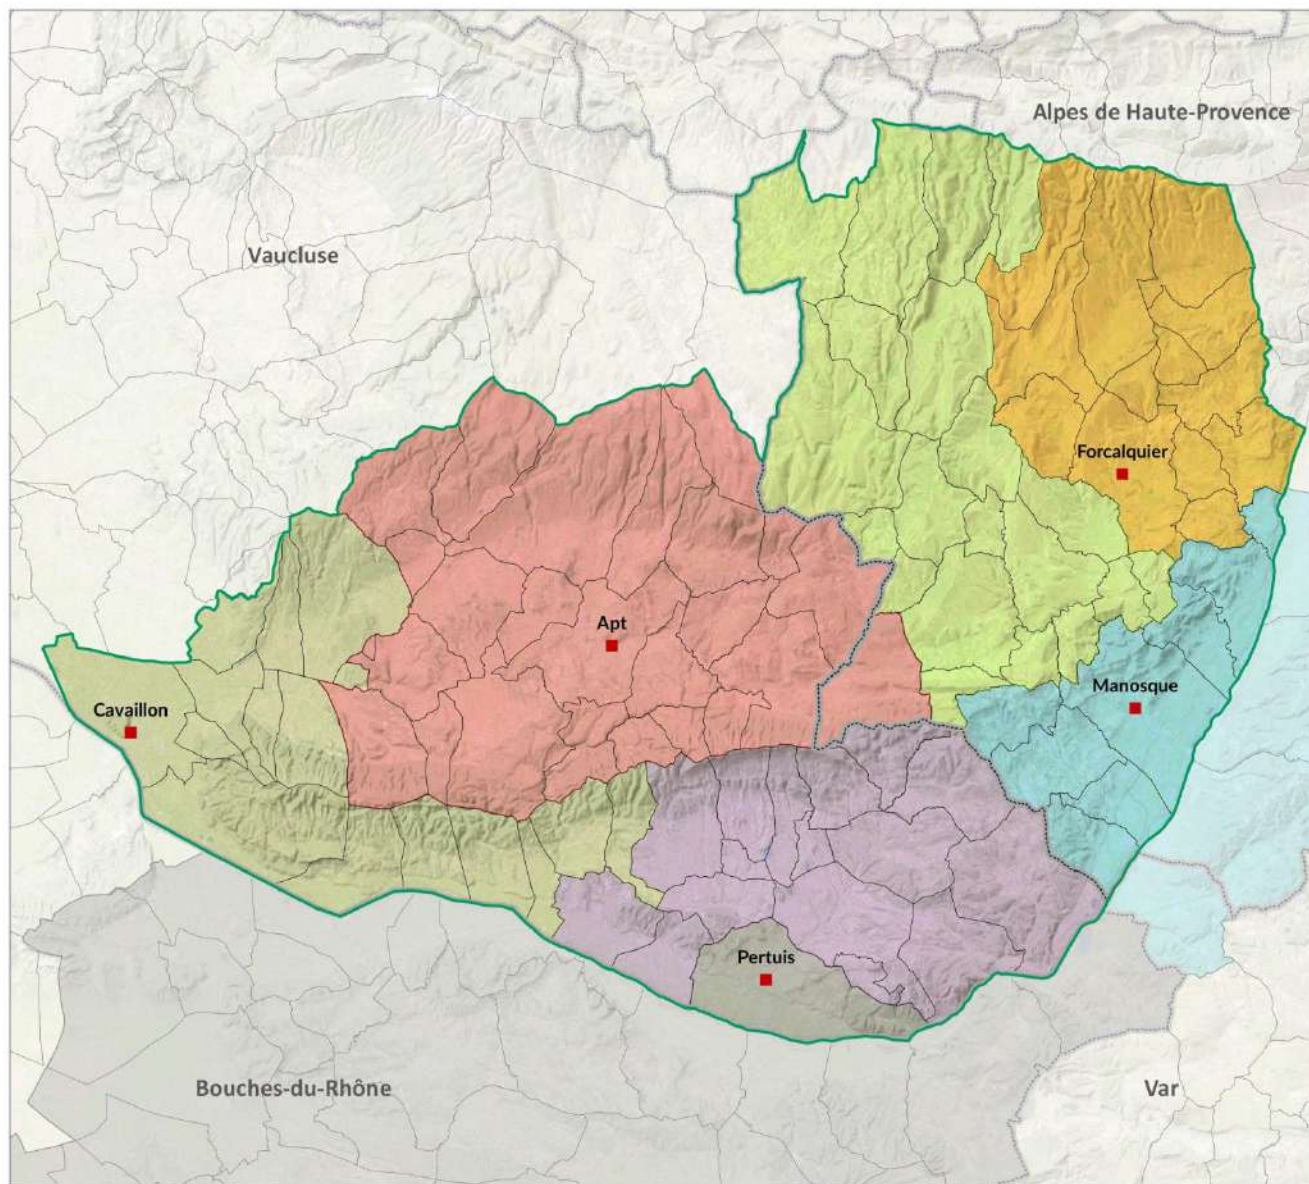 Alpes de Haute-Provence
Vaucluse
Forcalquier
Apt
Manosque
Cavaillon
Pertuis
Bouches-du-Rhône
Var